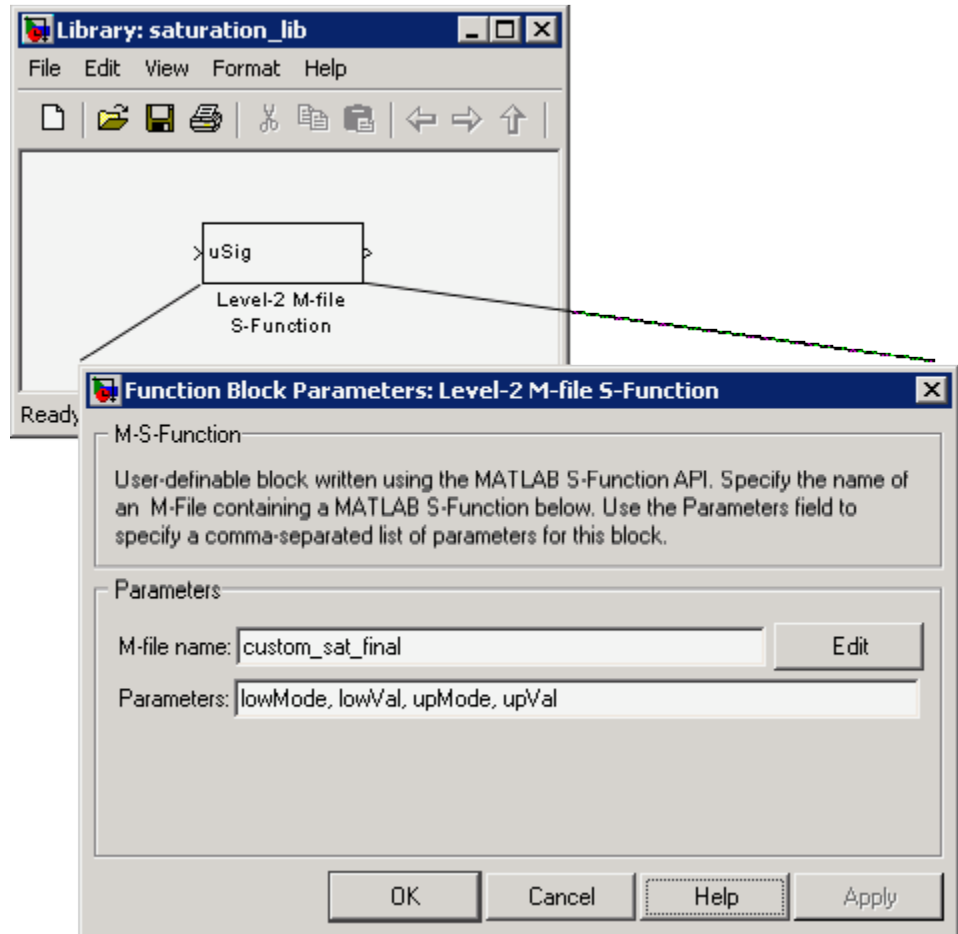 Library: saturation_lib
File Edit View Format Help
uSig
Level-2 M-file
S-Function
Ready
Function Block Parameters: Level-2 M-file S-Function
M-S-Function
User-definable block written using the MATLAB S-Function API. Specify the name of
an M-File containing a MATLAB S-Function below. Use the Parameters field to
specify a comma-separated list of parameters for this block.
Parameters
M-file name: custom_sat_final Edit
Parameters: lowMode, lowVal, upMode, upVal
OK Cancel Help Apply